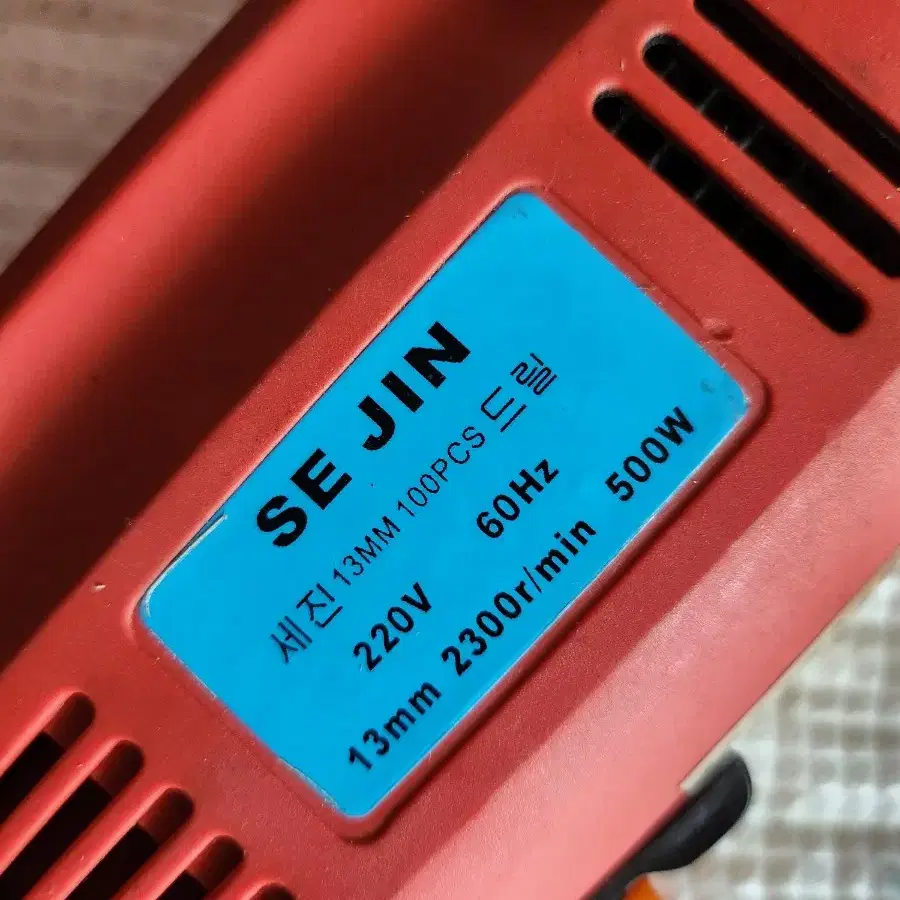 SE JIN
세진 13MM 100PCS 드릴
220V 60Hz
13mm 2300r/min 500W